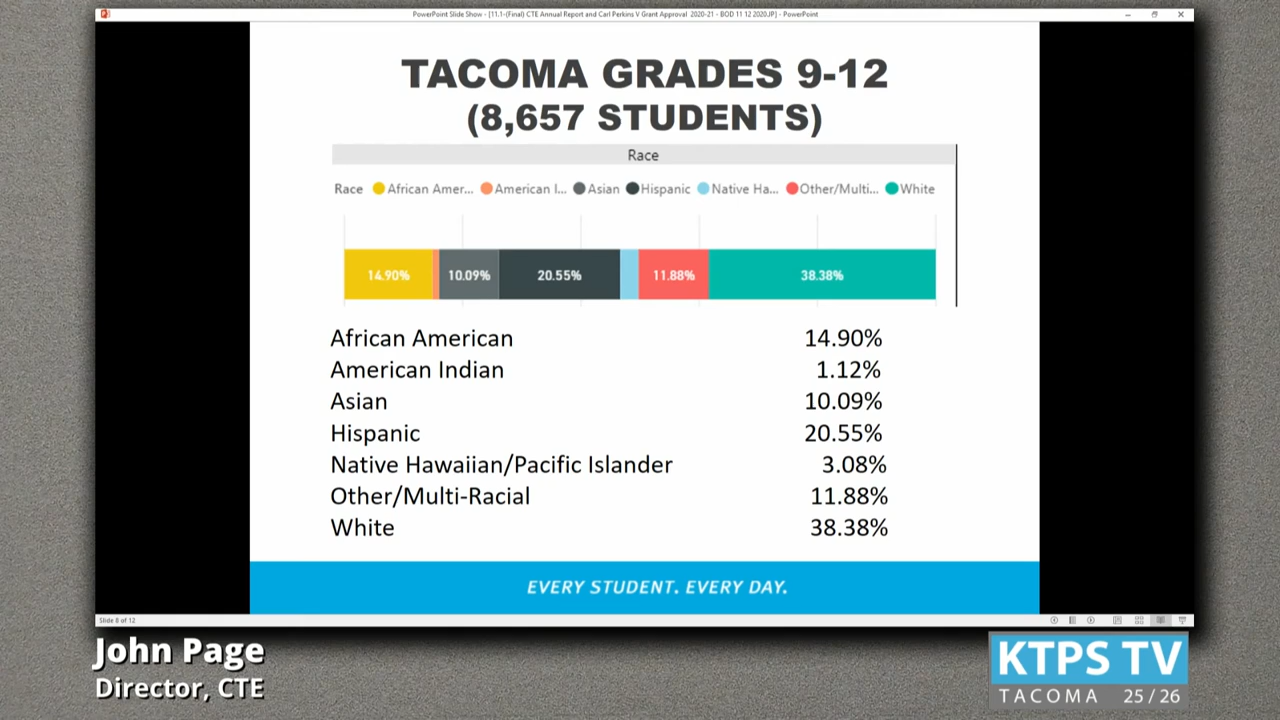 PowerPoint Slide Show - [11.1-(Final) CTE Annual Report and Carl Perkins V Grant Approval 2020-21 - BOD 11 12 2020.JP] - PowerPoint
TACOMA GRADES 9-12
(8,657 STUDENTS)
Race
Race African Amer... American I... Asian Hispanic Native Ha... Other/Multi... White
14.90% 10.09% 20.55% 11.88% 38.38%
African American 14.90%
American Indian 1.12%
Asian 10.09%
Hispanic 20.55%
Native Hawaiian/Pacific Islander 3.08%
Other/Multi-Racial 11.88%
White 38.38%
EVERY STUDENT. EVERY DAY.
Slide 8 of 12
John Page
Director, CTE
KTPS TV
TACOMA 25/26